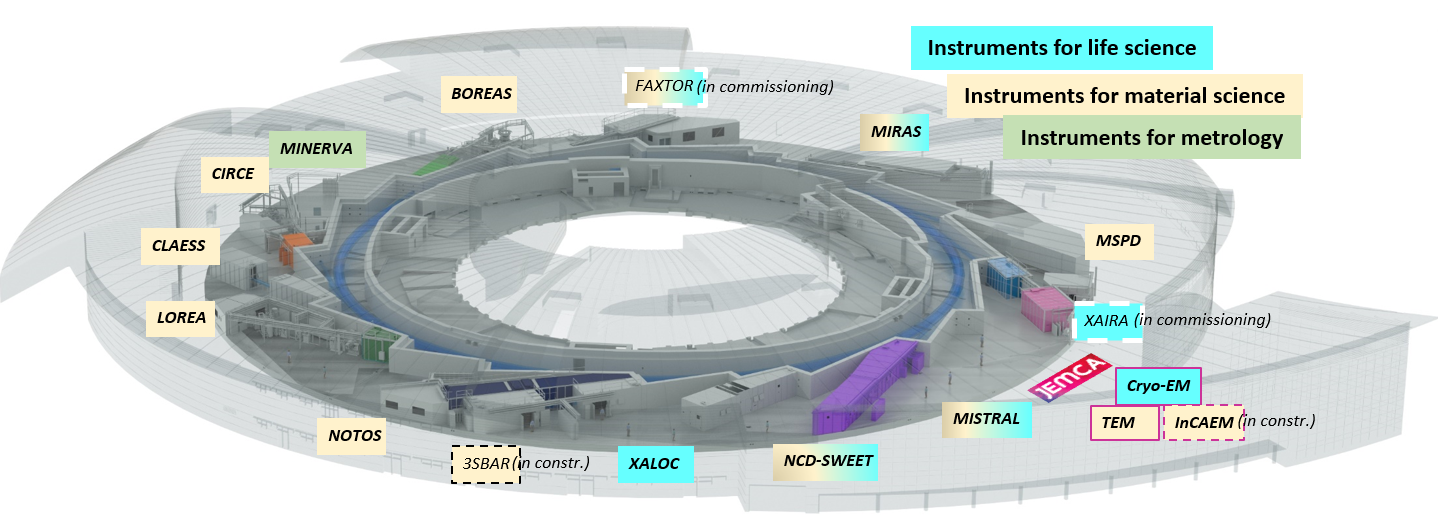 Instruments for life science
Instruments for material science
Instruments for metrology
BOREAS
FAXTOR (in commissioning)
MIRAS
MINERVA
CIRCE
CLAESS
MSPD
LOREA
XAIRA (in commissioning)
JEMCA
Cryo-EM
MISTRAL
TEM
InCAEM (in constr.)
NOTOS
3SBAR (in constr.)
XALOC
NCD-SWEET